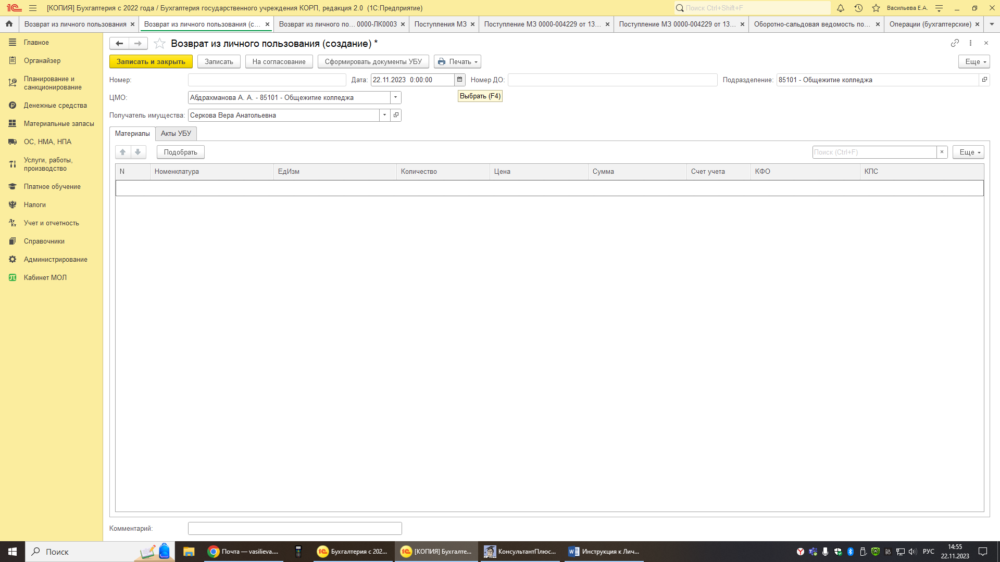 [КОПИЯ] Бухгалтерия с 2022 года / Бухгалтерия государственного учреждения КОРП, редакция 2.0 (1С:Предприятие)
Поиск Ctrl+Shift+F
Васильева Е.А.
Возврат из личного пользования
Возврат из личного пользования (с...
Возврат из личного по... 0000-ЛК0003
Поступления МЗ
Поступление МЗ 0000-004229 от 13...
Поступление МЗ 0000-004229 от 13...
Оборотно-сальдовая ведомость по...
Операции (бухгалтерские)
Главное
Органайзер
Планирование и
санкционирование
Денежные средства
Материальные запасы
ОС, НМА, НПА
Услуги, работы,
производство
Платное обучение
Налоги
Учет и отчетность
Справочники
Администрирование
Кабинет МОЛ
Возврат из личного пользования (создание) *
Записать и закрыть
Записать
На согласование
Сформировать документы УБУ
Печать
Еще
Номер:
Дата: 22.11.2023 0:00:00
Номер ДО:
Подразделение: 85101 - Общежитие колледжа
ЦМО: Абдрахманова А. А. - 85101 - Общежитие колледжа
Выбрать (F4)
Получатель имущества: Серкова Вера Анатольевна
Материалы
Акты УБУ
Подобрать
Поиск (Ctrl+F)
Еще
N
Номенклатура
ЕдИзм
Количество
Цена
Сумма
Счет учета
КФО
КПС
Комментарий:
Поиск
Почта — vasilieva....
Бухгалтерия с 202...
[КОПИЯ] Бухгалте...
КонсультантПлюс...
Инструкция к Лич...
РУС
14:55
22.11.2023